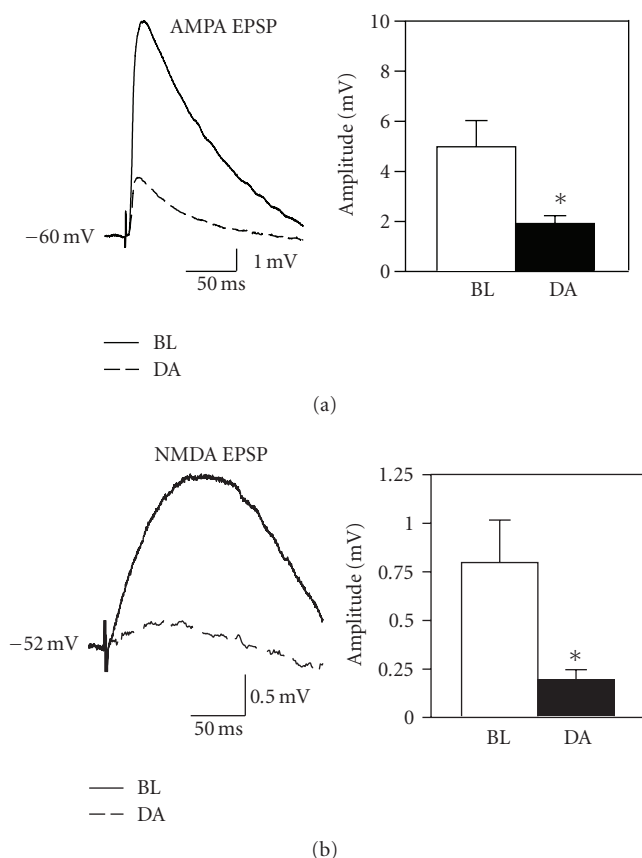 AMPA EPSP
−60 mV
1 mV
50 ms
BL
DA
Amplitude (mV)
10
8
6
4
2
0
*
BL
DA
(a)
NMDA EPSP
−52 mV
0.5 mV
50 ms
BL
DA
Amplitude (mV)
1.25
1
0.75
0.5
0.25
0
*
BL
DA
(b)